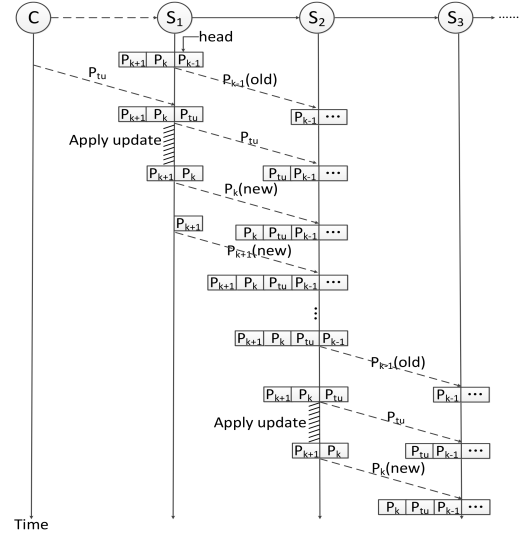 C S₁ S₂ S₃ ......
head
Pₖ₊₁ Pₖ Pₖ₋₁
Pₜᵤ Pₖ₋₁(old)
Pₖ₊₁ Pₖ Pₜᵤ Pₖ₋₁ •••
Apply update Pₜᵤ
Pₖ₊₁ Pₖ Pₜᵤ Pₖ₋₁ •••
Pₖ(new)
Pₖ₊₁ Pₖ Pₜᵤ Pₖ₋₁ •••
Pₖ₊₁(new)
Pₖ₊₁ Pₖ Pₜᵤ Pₖ₋₁ •••
Pₖ₊₁ Pₖ Pₜᵤ Pₖ₋₁
Pₖ₋₁(old)
Pₖ₊₁ Pₖ Pₜᵤ Pₖ₋₁ •••
Apply update Pₜᵤ
Pₖ₊₁ Pₖ Pₜᵤ Pₖ₋₁ •••
Pₖ(new)
Pₖ Pₜᵤ Pₖ₋₁ •••
Time